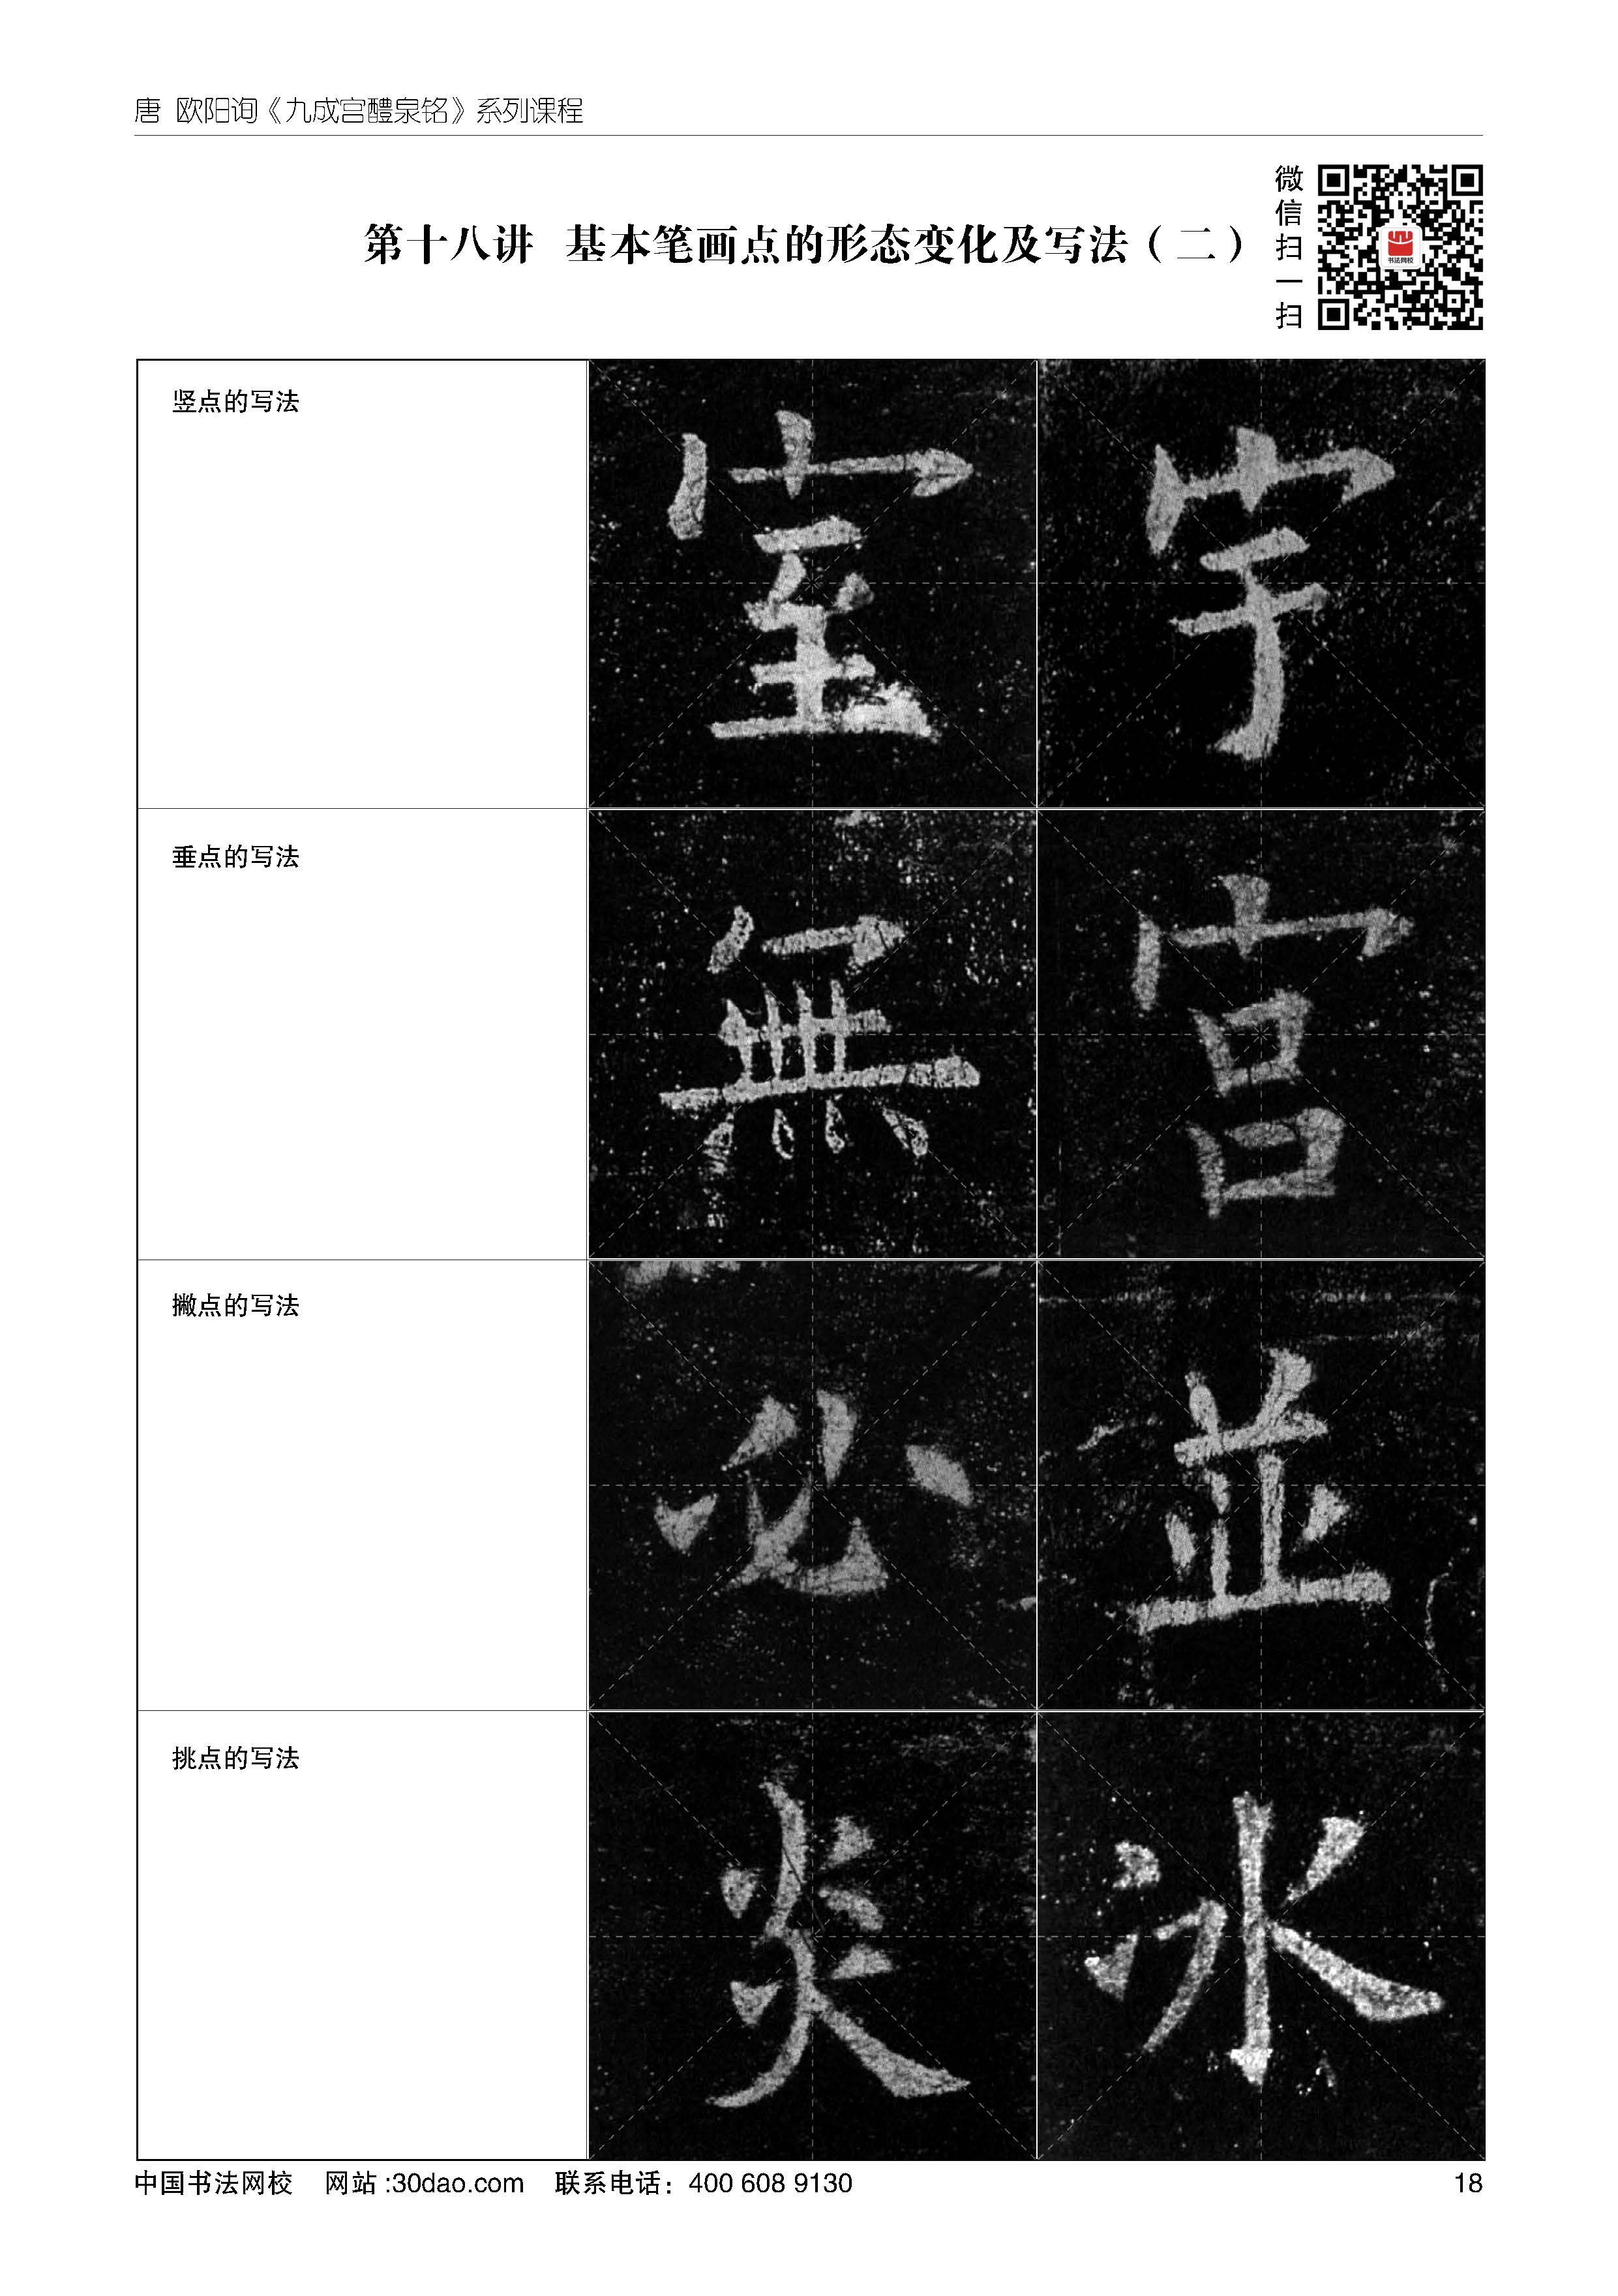 唐 欧阳询《九成宫醴泉铭》系列课程
第十八讲 基本笔画点的形态变化及写法（二）
微信扫一扫
书法网校
竖点的写法
室 宇
垂点的写法
無 宫
撇点的写法
必 並
挑点的写法
炎 冰
中国书法网校 网站:30dao.com 联系电话：400 608 9130 18